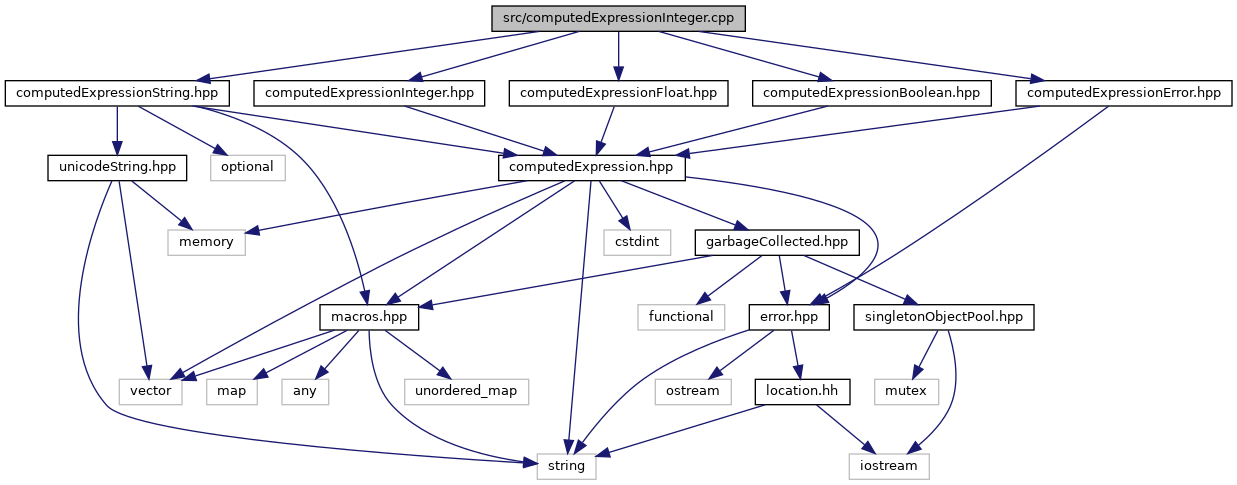 src/computedExpressionInteger.cpp
computedExpressionString.hpp
computedExpressionInteger.hpp
computedExpressionFloat.hpp
computedExpressionBoolean.hpp
computedExpressionError.hpp
unicodeString.hpp
optional
computedExpression.hpp
memory
cstdint
garbageCollected.hpp
macros.hpp
functional
error.hpp
singletonObjectPool.hpp
vector
map
any
unordered_map
ostream
location.hh
mutex
string
iostream